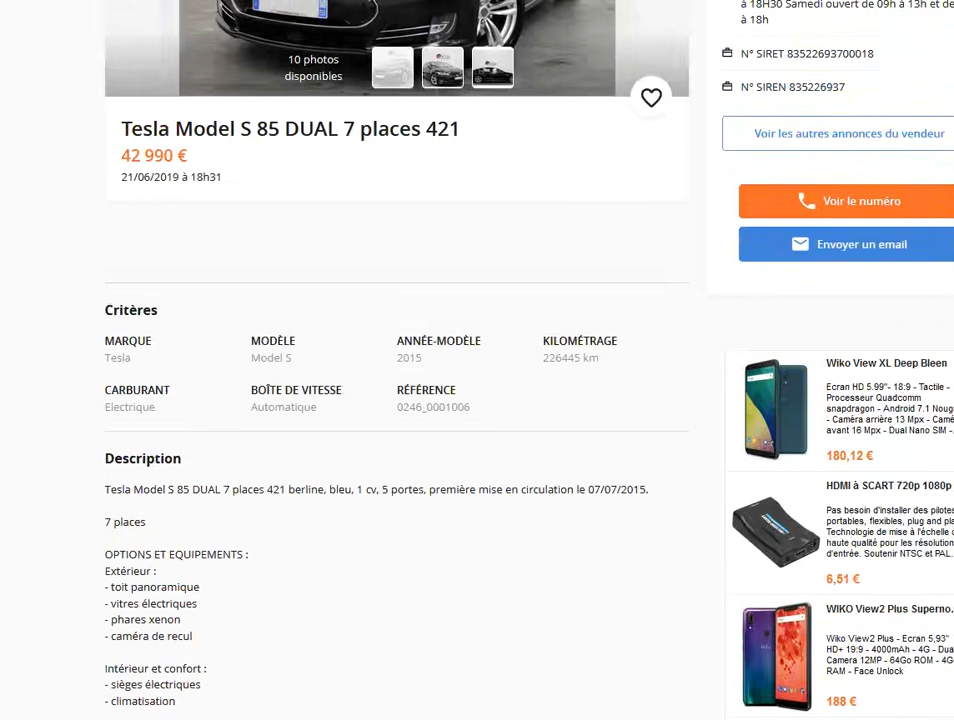 10 photos
disponibles
Tesla Model S 85 DUAL 7 places 421
42 990 €
21/06/2019 à 18h31
Critères
MARQUE
Tesla
MODÈLE
Model S
ANNÉE-MODÈLE
2015
KILOMÉTRAGE
226445 km
CARBURANT
Electrique
BOÎTE DE VITESSE
Automatique
RÉFÉRENCE
0246_0001006
Description
Tesla Model S 85 DUAL 7 places 421 berline, bleu, 1 cv, 5 portes, première mise en circulation le 07/07/2015.
7 places
OPTIONS ET EQUIPEMENTS :
Extérieur :
- toit panoramique
- vitres électriques
- phares xenon
- caméra de recul
Intérieur et confort :
- sièges électriques
- climatisation
à 18H30 Samedi ouvert de 09h à 13h et de
à 18h
N° SIRET 83522693700018
N° SIREN 835226937
Voir les autres annonces du vendeur
Voir le numéro
Envoyer un email
Wiko View XL Deep Bleen
Ecran HD 5.99"- 18:9 - Tactile -
Processeur Quadcomm
snapdragon - Android 7.1 Noug
- Caméra arrière 13 Mpx - Camé
avant 16 Mpx - Dual Nano SIM -
180,12 €
HDMI à SCART 720p 1080p
Pas besoin d'installer des pilotes
portables, flexibles, plug and pla
Technologie de mise à l'échelle d
haute qualité pour les résolution
d'entrée. Soutenir NTSC et PAL.
6,51 €
WIKO View2 Plus Superno.
Wiko View2 Plus - Ecran 5,93"
HD+ 19:9 - 4000mAh - 4G - Dua
Camera 12MP - 64Go ROM - 4G
RAM - Face Unlock
188 €